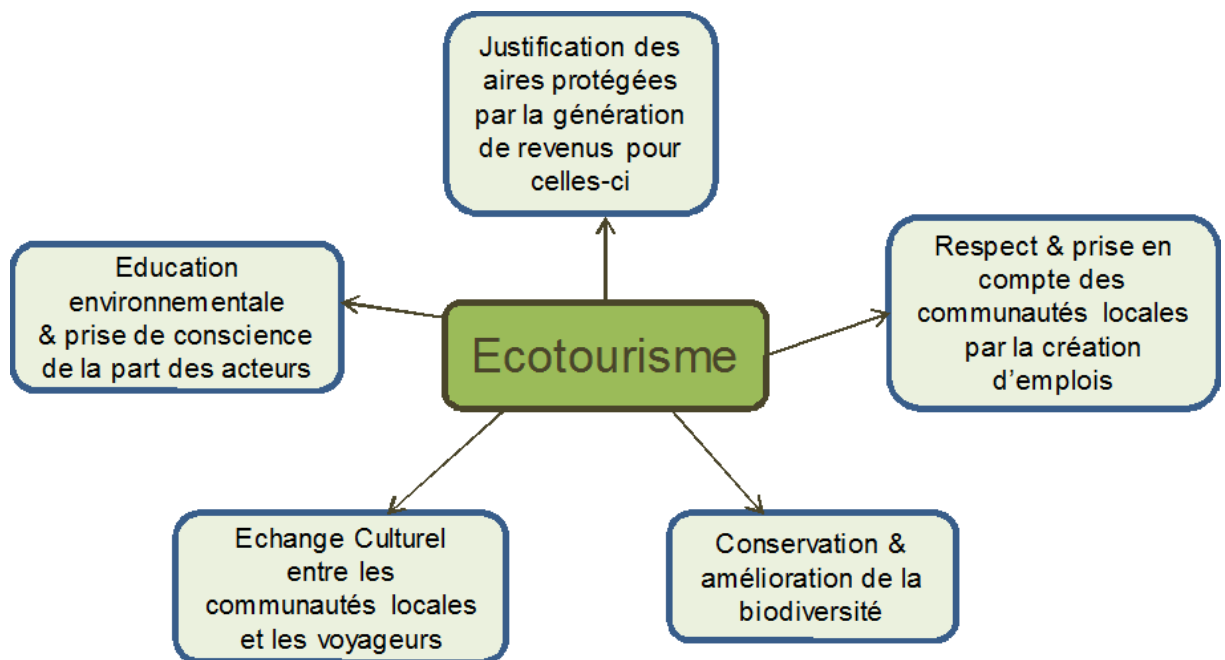 Justification des
aires protégées
par la génération
de revenus pour
celles-ci
Education
environnementale
& prise de conscience
de la part des acteurs
Ecotourisme
Respect & prise en
compte des
communautés locales
par la création
d’emplois
Echange Culturel
entre les
communautés locales
et les voyageurs
Conservation &
amélioration de la
biodiversité